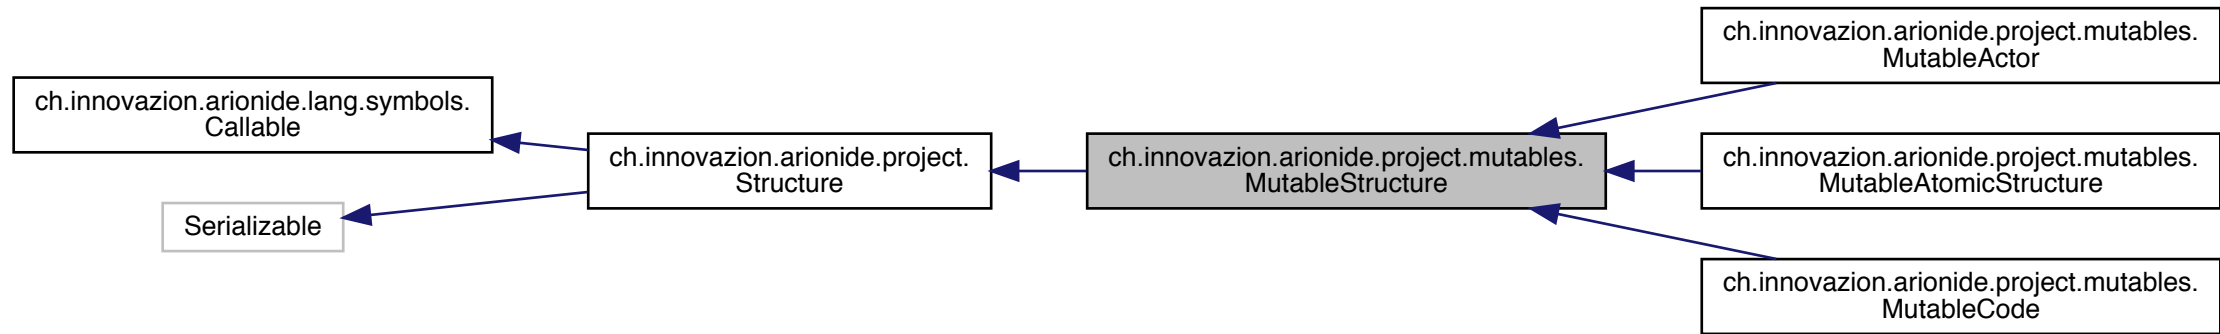 ch.innovazion.arionide.lang.symbols.
Callable
Serializable
ch.innovazion.arionide.project.
Structure
ch.innovazion.arionide.project.mutables.
MutableStructure
ch.innovazion.arionide.project.mutables.
MutableActor
ch.innovazion.arionide.project.mutables.
MutableAtomicStructure
ch.innovazion.arionide.project.mutables.
MutableCode